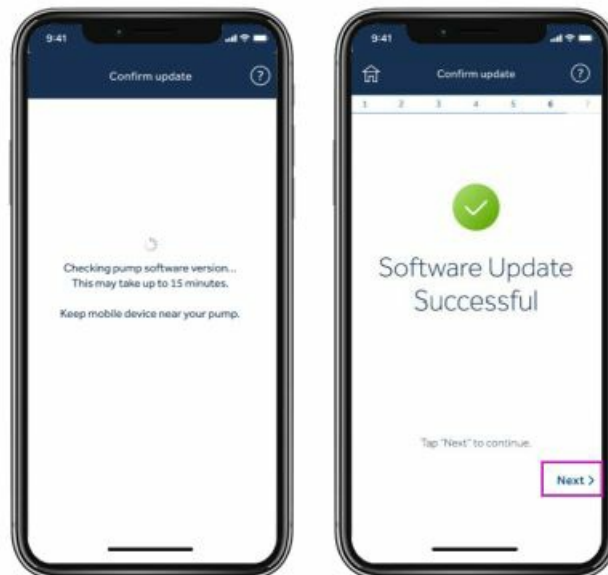 9:41
Confirm update
?
Checking pump software version...
This may take up to 15 minutes.
Keep mobile device near your pump.
9:41
Confirm update
?
1 2 3 4 5 6 7
Software Update
Successful
Tap "Next" to continue.
Next >